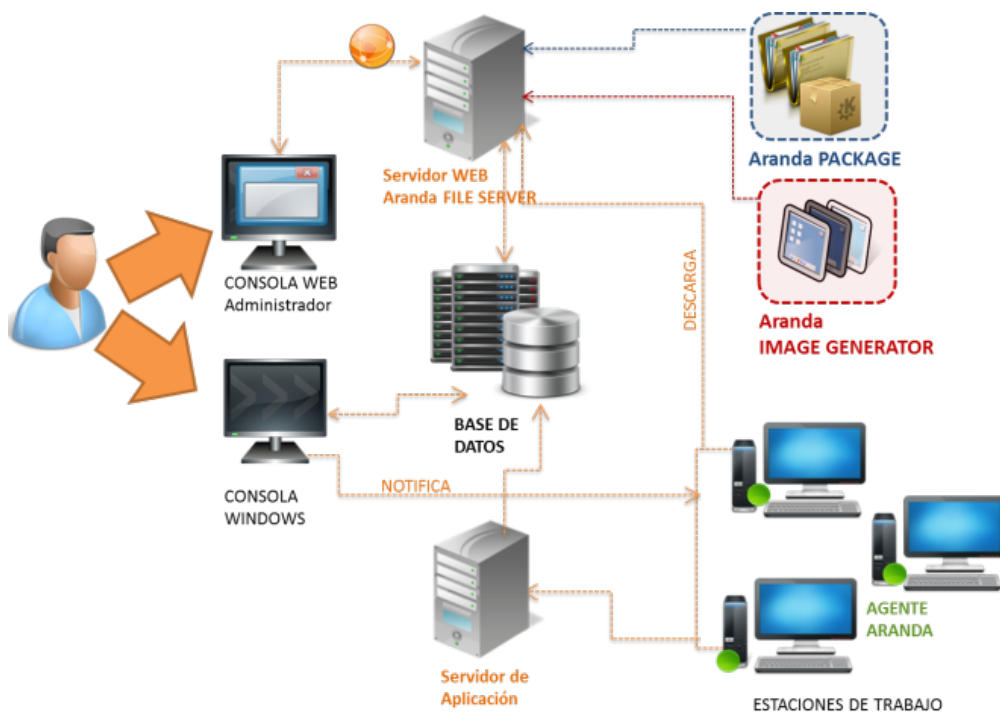 Aranda PACKAGE
Servidor WEB
Aranda FILE SERVER
CONSOLA WEB
Administrador
DESCARGA
Aranda
IMAGE GENERATOR
BASE DE
DATOS
NOTIFICA
CONSOLA
WINDOWS
AGENTE
ARANDA
Servidor de
Aplicación
ESTACIONES DE TRABAJO